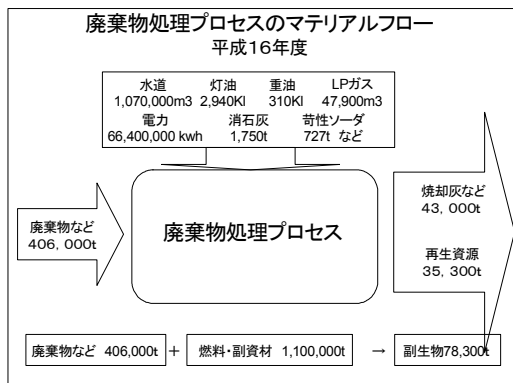 廃棄物処理プロセスのマテリアルフロー
平成16年度
水道 灯油 重油 LPガス
1,070,000m3 2,940Kl 310Kl 47,900m3
電力 消石灰 苛性ソーダ
66,400,000 kwh 1,750t 727t など
廃棄物など
406, 000t
廃棄物処理プロセス
焼却灰など
43, 000t
再生資源
35, 300t
廃棄物など 406,000t + 燃料・副資材 1,100,000t → 副生物78,300t